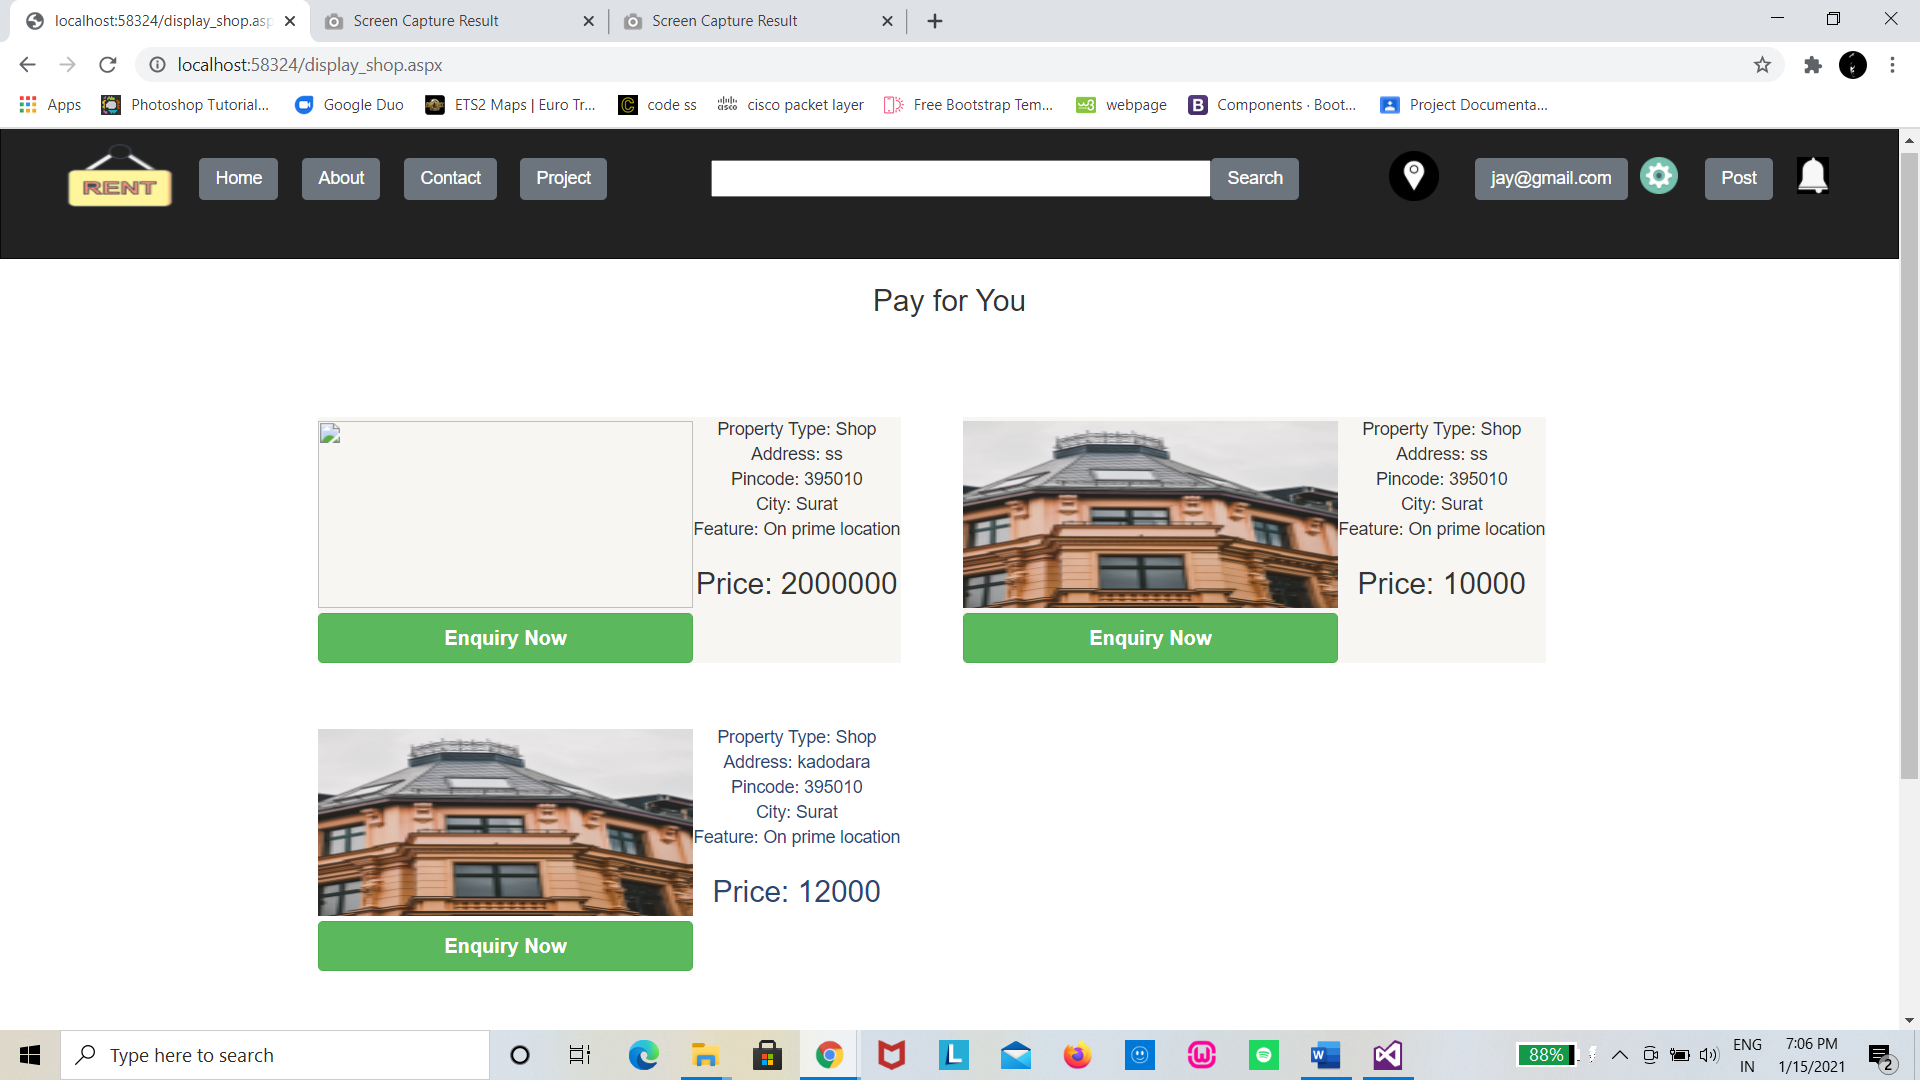 localhost:58324/display_shop.asp
Screen Capture Result
Screen Capture Result
localhost:58324/display_shop.aspx
Apps
Photoshop Tutorial...
Google Duo
ETS2 Maps | Euro Tr...
code ss
cisco packet layer
Free Bootstrap Tem...
webpage
Components · Boot...
Project Documenta...
RENT
Home
About
Contact
Project
Search
jay@gmail.com
Post
Pay for You
Property Type: Shop
Address: ss
Pincode: 395010
City: Surat
Feature: On prime location
Price: 2000000
Enquiry Now
Property Type: Shop
Address: ss
Pincode: 395010
City: Surat
Feature: On prime location
Price: 10000
Enquiry Now
Property Type: Shop
Address: kadodara
Pincode: 395010
City: Surat
Feature: On prime location
Price: 12000
Enquiry Now
Type here to search
88%
ENG
IN
7:06 PM
1/15/2021
2